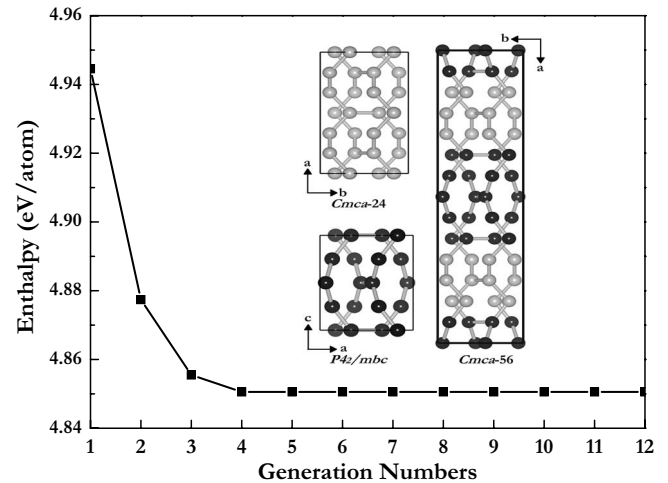 Enthalpy (eV/atom)
4.96
4.94
4.92
4.90
4.88
4.86
4.84
1 2 3 4 5 6 7 8 9 10 11 12
Generation Numbers
a
b
Cmca-24
c
a
P4₂/mbc
b
a
Cmca-56